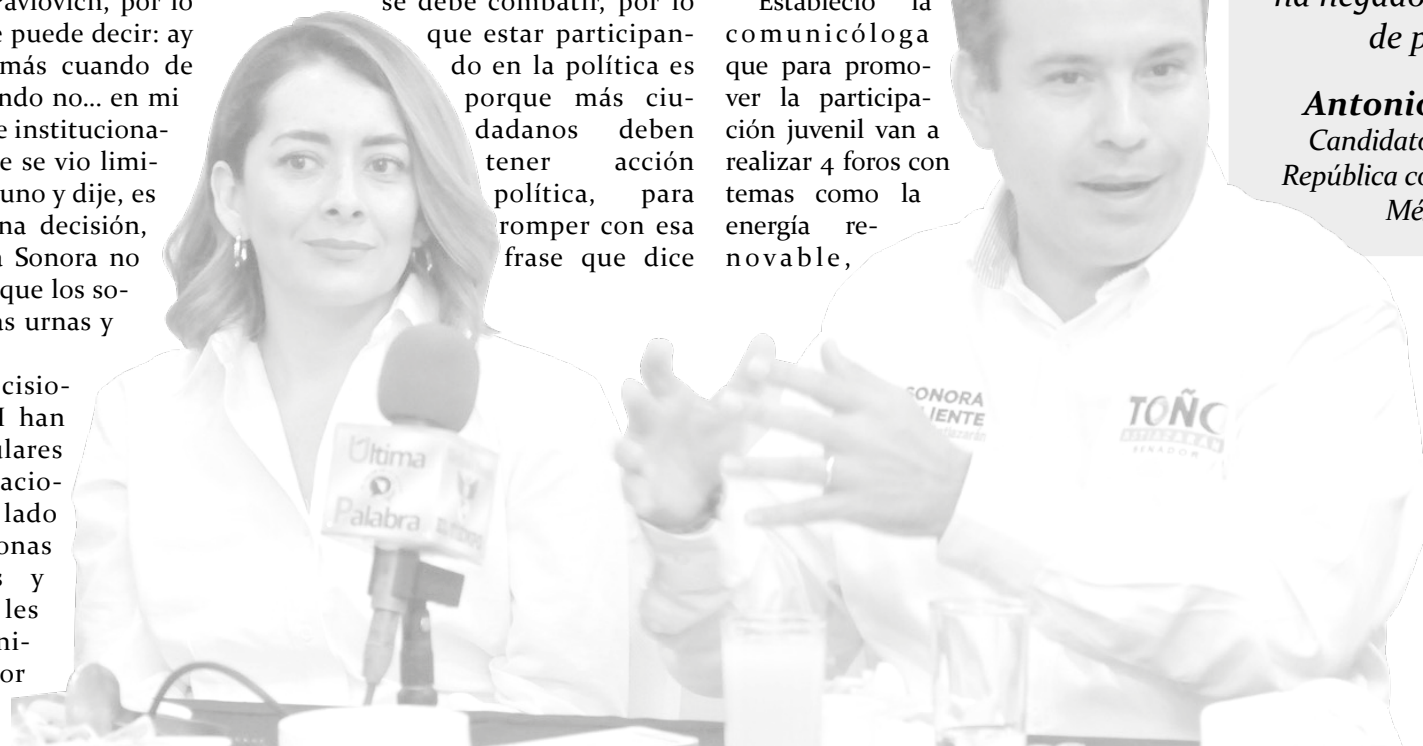 Pavlovich, por lo
puede decir: ay
más cuando de
ndo no... en mi
e instituciona-
e se vio limi-
uno y dije, es
na decisión,
Sonora no
que los so-
as urnas y
cisio-
I han
ulares
acio-
lado
onas
s y
les
ni-
or
se debe combatir, por lo
que estar participan-
do en la política es
porque más ciu-
dadanos deben
tener acción
política, para
romper con esa
frase que dice
Estableció la
comunicóloga
que para promo-
ver la participa-
ción juvenil van a
realizar 4 foros con
temas como la
energía re-
novable,
ha negado
de p
Antonio
Candidato
República co
Mé
Última
Palabra
SONORA
IENTE
TOÑO
ASTIAZARÁN
SENADOR